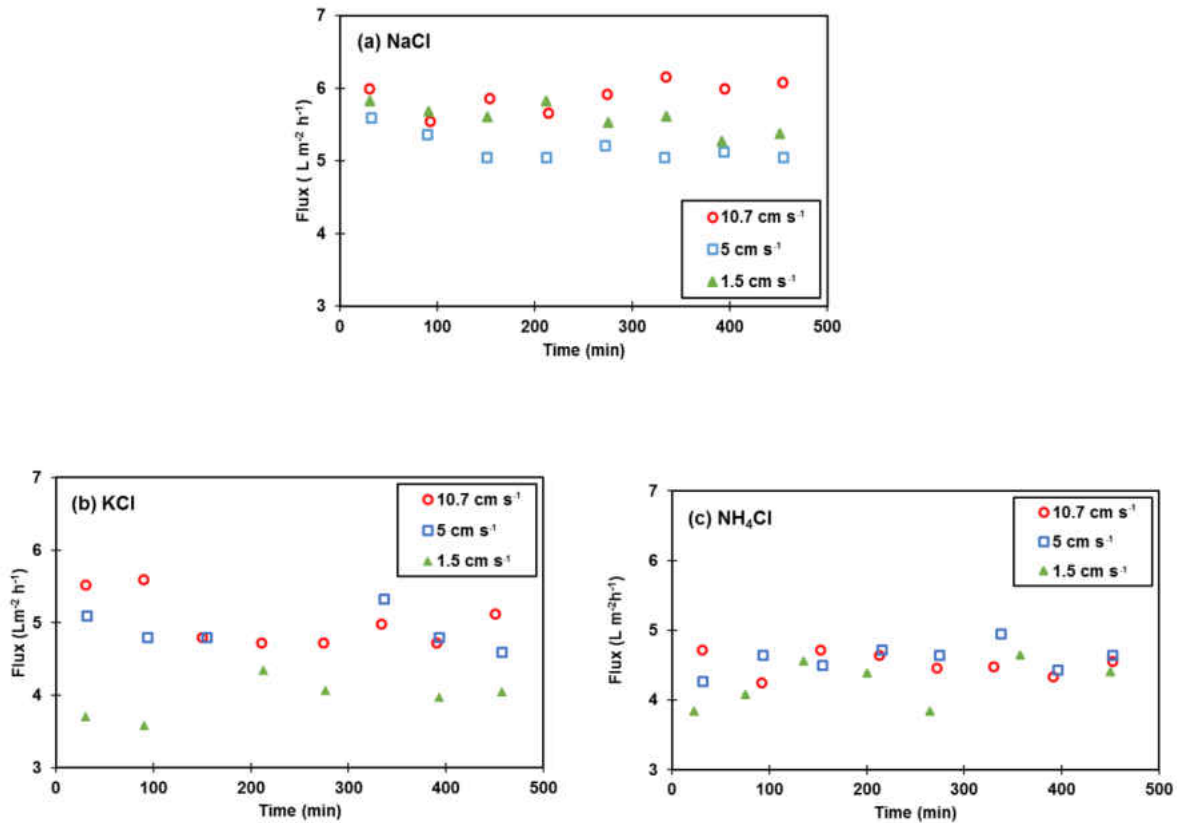 7
(a) NaCl
6
5
4
3
Flux ( L m⁻² h⁻¹)
10.7 cm s⁻¹
5 cm s⁻¹
1.5 cm s⁻¹
0 100 200 300 400 500
Time (min)
7
(b) KCl
6
5
4
3
Flux (Lm⁻² h⁻¹)
10.7 cm s⁻¹
5 cm s⁻¹
1.5 cm s⁻¹
0 100 200 300 400 500
Time (min)
7
(c) NH₄Cl
6
5
4
3
Flux (L m⁻²h⁻¹)
10.7 cm s⁻¹
5 cm s⁻¹
1.5 cm s⁻¹
0 100 200 300 400 500
Time (min)